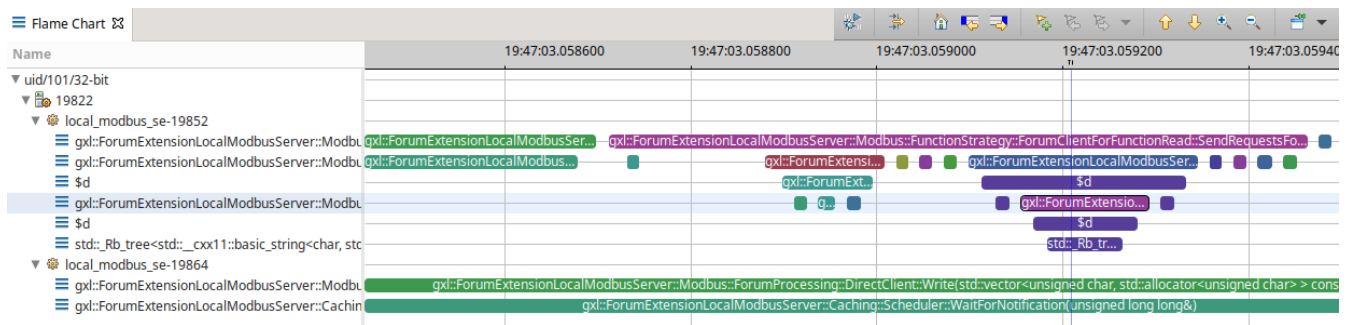 Flame Chart
Name
19:47:03.058600 19:47:03.058800 19:47:03.059000 19:47:03.059200 19:47:03.05940
uid/101/32-bit
19822
local_modbus_se-19852
gxl::ForumExtensionLocalModbusServer::Modbu gxl::ForumExtensionLocalModbusSer... gxl::ForumExtensionLocalModbusServer::Modbus::FunctionStrategy::ForumClientForFunctionRead::SendRequestsFo...
gxl::ForumExtensionLocalModbusServer::Modbu gxl::ForumExtensionLocalModbus... gxl::ForumExtensi... gxl::ForumExtensionLocalModbusSer...
$d gxl::ForumExt... $d
gxl::ForumExtensionLocalModbusServer::Modbu g... gxl::ForumExtensio...
$d $d
std::_Rb_tree<std::__cxx11::basic_string<char, std std::_Rb_tr...
local_modbus_se-19864
gxl::ForumExtensionLocalModbusServer::Modbu gxl::ForumExtensionLocalModbusServer::Modbus::ForumProcessing::DirectClient::Write(std::vector<unsigned char, std::allocator<unsigned char> > cons
gxl::ForumExtensionLocalModbusServer::Cachin gxl::ForumExtensionLocalModbusServer::Caching::Scheduler::WaitForNotification(unsigned long long&)